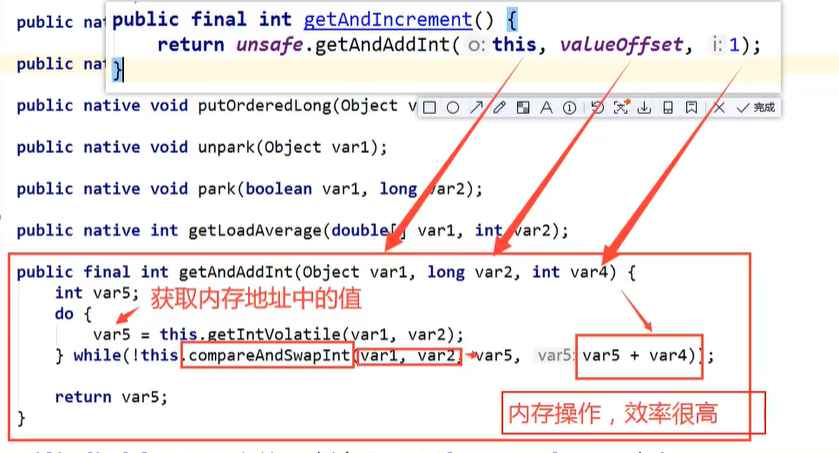 public na
public final int getAndIncrement() {
return unsafe.getAndAddInt( o: this, valueOffset, i: 1);
}
public nat
public native void putOrderedLong(Object v
完成
public native void unpark(Object var1);
public native void park(boolean var1, long var2);
public native int getLoadAverage(double[] var1, int var2);
public final int getAndAddInt(Object var1, long var2, int var4) {
int var5; 获取内存地址中的值
do {
var5 = this.getIntVolatile(var1, var2);
} while(!this.compareAndSwapInt(var1, var2, var5, var5: var5 + var4));
return var5;
内存操作，效率很高
}